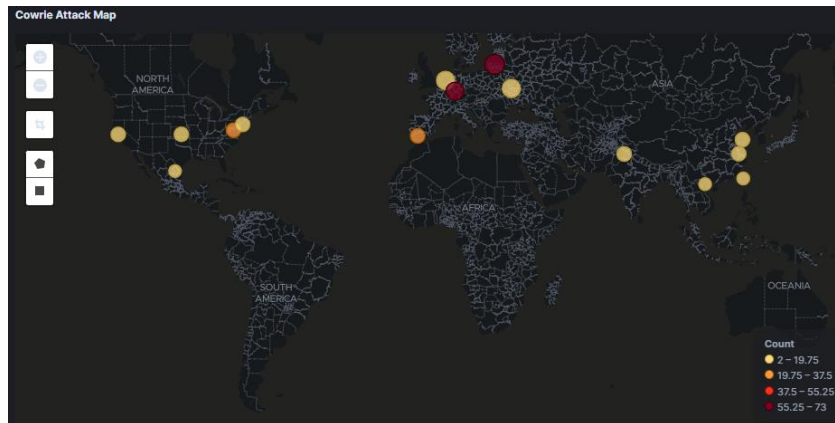 Cowrie Attack Map
NORTH
AMERICA
ASIA
AFRICA
SOUTH
AMERICA
OCEANIA
Count
2 – 19.75
19.75 – 37.5
37.5 – 55.25
55.25 – 73